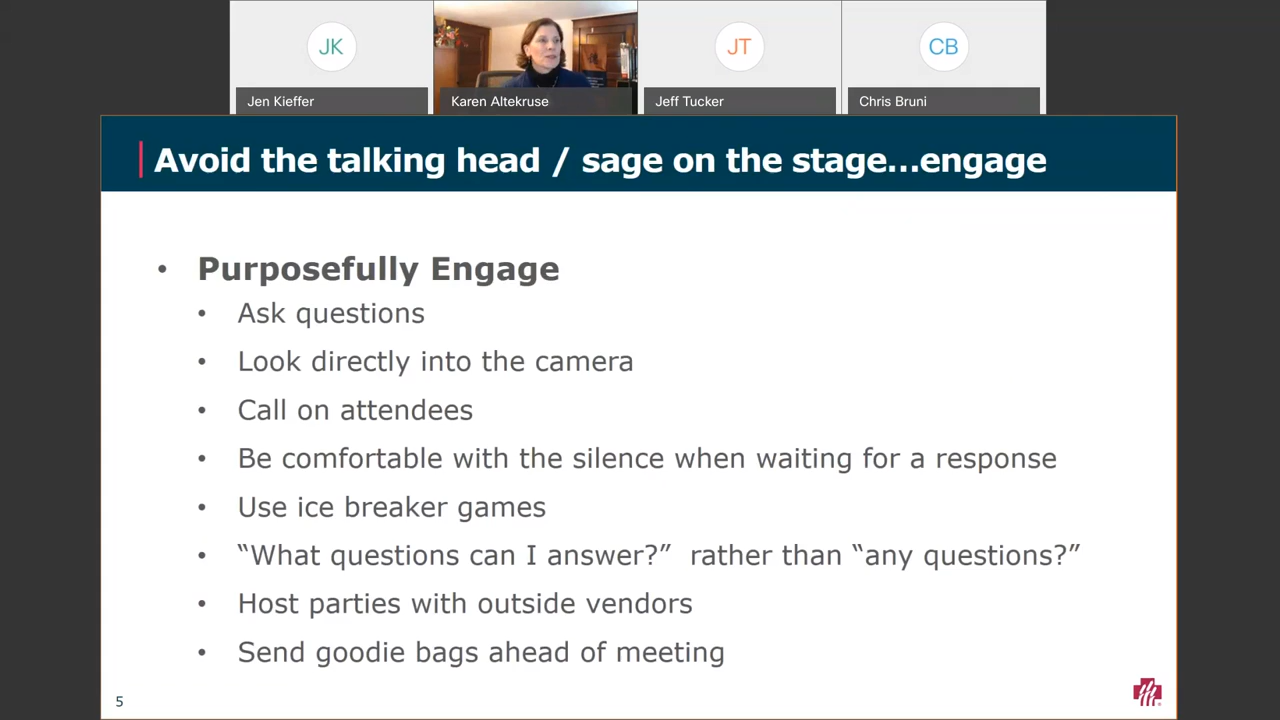 JK
JT
CB
Jen Kieffer
Karen Altekruse
Jeff Tucker
Chris Bruni
Avoid the talking head / sage on the stage...engage
• Purposefully Engage
• Ask questions
• Look directly into the camera
• Call on attendees
• Be comfortable with the silence when waiting for a response
• Use ice breaker games
• “What questions can I answer?” rather than “any questions?”
• Host parties with outside vendors
• Send goodie bags ahead of meeting
5